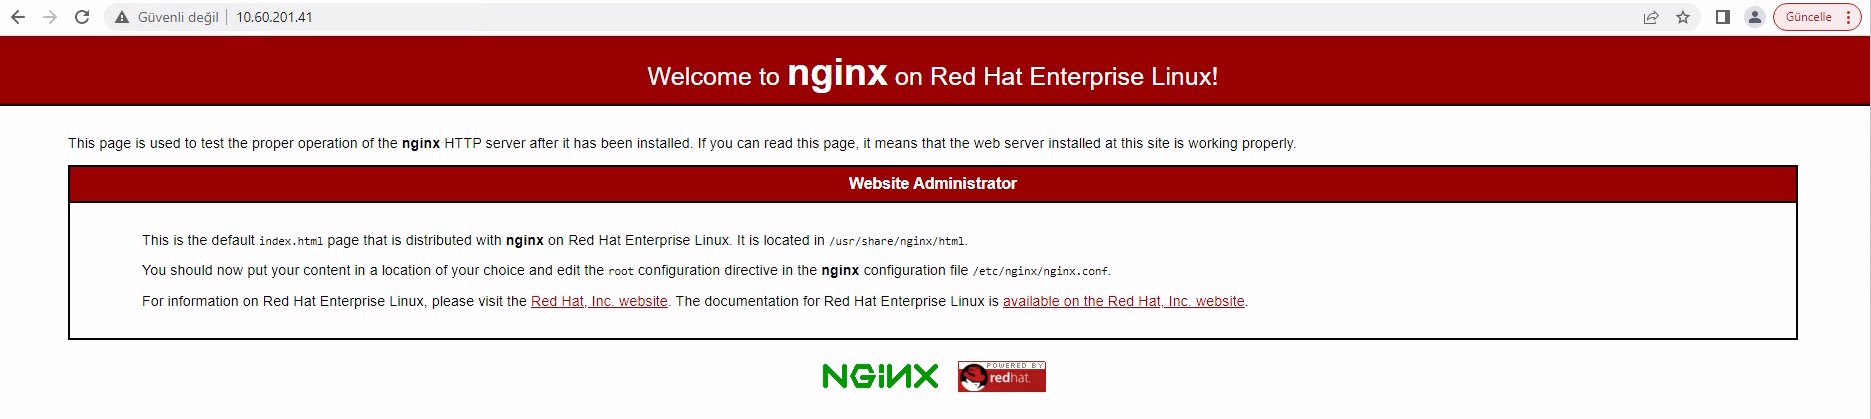 Güvenli değil 10.60.201.41 Güncelle
Welcome to nginx on Red Hat Enterprise Linux!
This page is used to test the proper operation of the nginx HTTP server after it has been installed. If you can read this page, it means that the web server installed at this site is working properly.
Website Administrator
This is the default index.html page that is distributed with nginx on Red Hat Enterprise Linux. It is located in /usr/share/nginx/html.
You should now put your content in a location of your choice and edit the root configuration directive in the nginx configuration file /etc/nginx/nginx.conf.
For information on Red Hat Enterprise Linux, please visit the Red Hat, Inc. website. The documentation for Red Hat Enterprise Linux is available on the Red Hat, Inc. website.
NGiNX
POWERED BY
redhat.